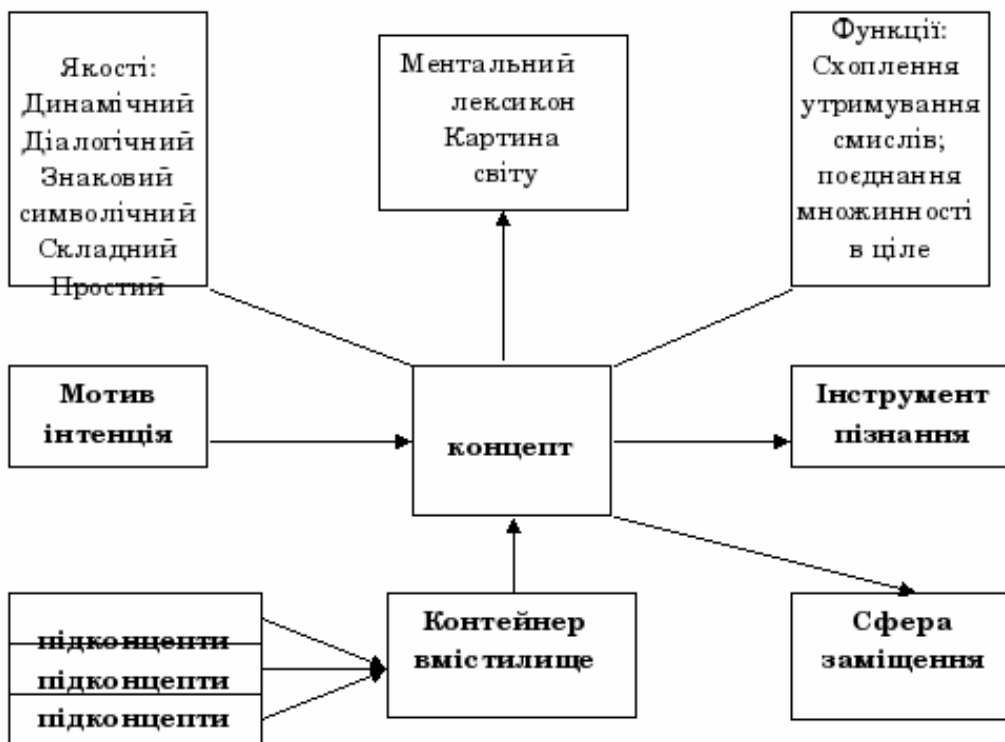 Якості:
Динамічний
Діалогічний
Знаковий
символічний
Складний
Простий
Ментальний
лексикон
Картина
світу
Функції:
Схоплення
утримування
смислів;
поєднання
множинності
в ціле
Мотив
інтенція
концепт
Інструмент
пізнання
підконцепти
підконцепти
підконцепти
Контейнер
вмістилище
Сфера
заміщення